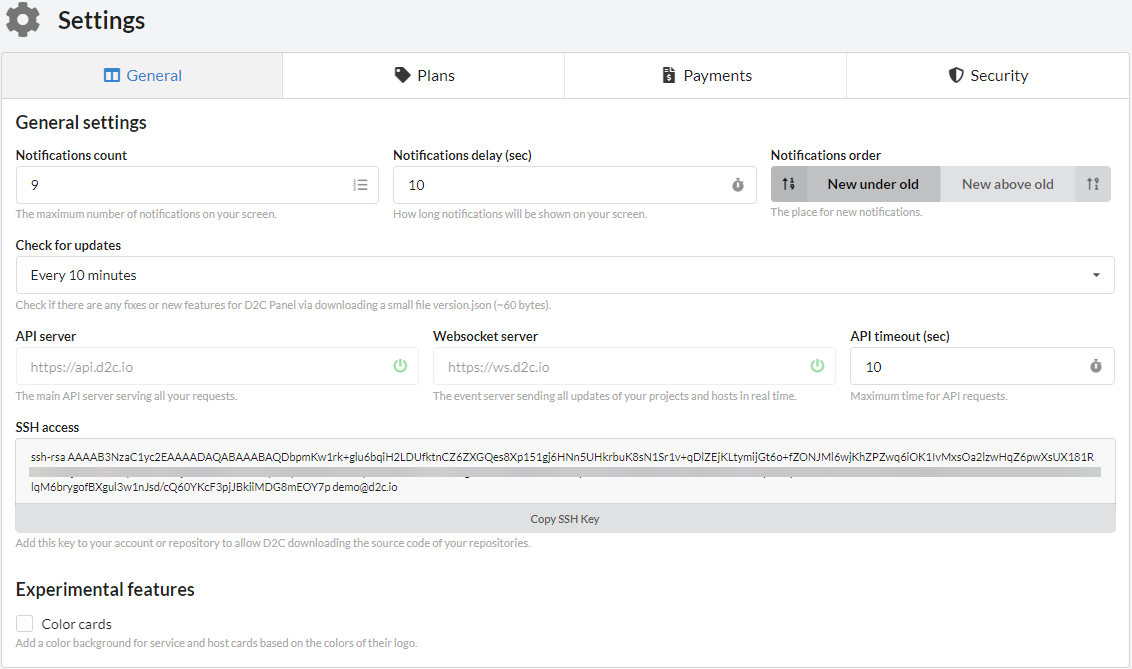 Settings
General
Plans
Payments
Security
General settings
Notifications count
Notifications delay (sec)
Notifications order
9
10
New under old
New above old
The maximum number of notifications on your screen.
How long notifications will be shown on your screen.
The place for new notifications.
Check for updates
Every 10 minutes
Check if there are any fixes or new features for D2C Panel via downloading a small file version.json (~60 bytes).
API server
Websocket server
API timeout (sec)
https://api.d2c.io
https://ws.d2c.io
10
The main API server serving all your requests.
The event server sending all updates of your projects and hosts in real time.
Maximum time for API requests.
SSH access
ssh-rsa AAAAB3NzaC1yc2EAAAADAQABAAABAQDbpmKw1rk+glu6bqiH2LDUfktnCZ6ZXGQes8Xp151gj6HNn5UHkrbuK8sN1Sr1v+qDlZEjKLtymijGt6o+fZONJMl6wjKhZPZwq6iOK1IvMxsOa2lzwHqZ6pwXsUX181R
lqM6brygofBXgul3w1nJsd/cQ60YKcF3pjJBkiiMDG8mEOY7p demo@d2c.io
Copy SSH Key
Add this key to your account or repository to allow D2C downloading the source code of your repositories.
Experimental features
Color cards
Add a color background for service and host cards based on the colors of their logo.